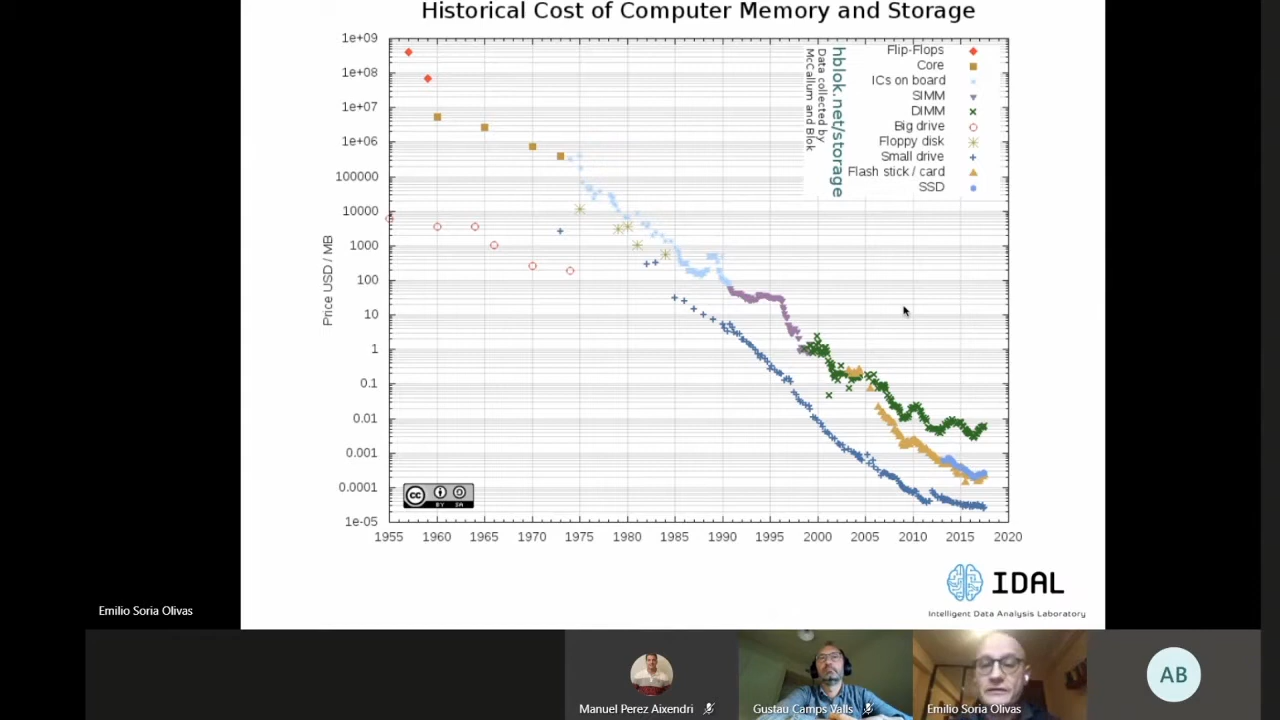 Historical Cost of Computer Memory and Storage
1e+09
1e+08
1e+07
1e+06
100000
10000
1000
100
10
1
0.1
0.01
0.001
0.0001
1e-05
Price USD / MB
1955 1960 1965 1970 1975 1980 1985 1990 1995 2000 2005 2010 2015 2020
hblok.net/storage
Data collected by
McCallum and Blok
Flip-Flops
Core
ICs on board
SIMM
DIMM
Big drive
Floppy disk
Small drive
Flash stick / card
SSD
cc
BY SA
IDAL
Intelligent Data Analysis Laboratory
Emilio Soria Olivas
Manuel Perez Aixendri
Gustau Camps Valls
Emilio Soria Olivas
AB